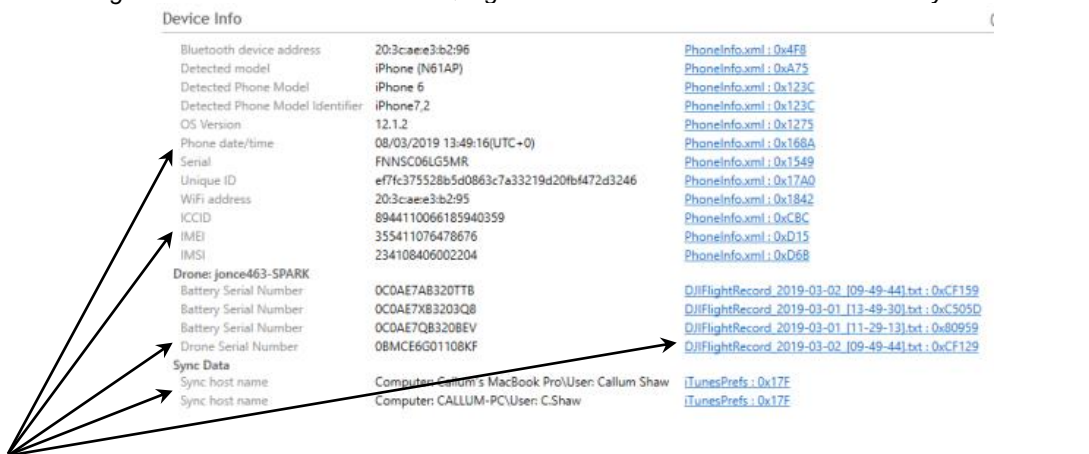 Device Info
Bluetooth device address 20:3c:ae:e3:b2:96 PhoneInfo.xml : 0x4F8
Detected model iPhone (N61AP) PhoneInfo.xml : 0xA75
Detected Phone Model iPhone 6 PhoneInfo.xml : 0x123C
Detected Phone Model Identifier iPhone7,2 PhoneInfo.xml : 0x123C
OS Version 12.1.2 PhoneInfo.xml : 0x1275
Phone date/time 08/03/2019 13:49:16(UTC+0) PhoneInfo.xml : 0x168A
Serial FNNSC06LG5MR PhoneInfo.xml : 0x1549
Unique ID ef7fc375528b5d0863c7a33219d20fbf472d3246 PhoneInfo.xml : 0x17A0
WiFi address 20:3c:ae:e3:b2:95 PhoneInfo.xml : 0x1842
ICCID 8944110066185940359 PhoneInfo.xml : 0xCBC
IMEI 355411076478676 PhoneInfo.xml : 0xD15
IMSI 234108406002204 PhoneInfo.xml : 0xD6B
Drone: jonce463-SPARK
Battery Serial Number 0C0AE7AB320TTB DJIFlightRecord_2019-03-02_[09-49-44].txt : 0xCF159
Battery Serial Number 0C0AE7XB3203Q8 DJIFlightRecord_2019-03-01_[13-49-30].txt : 0xC505D
Battery Serial Number 0C0AE7QB320BEV DJIFlightRecord_2019-03-01_[11-29-13].txt : 0x80959
Drone Serial Number 0BMCE6G01108KF DJIFlightRecord_2019-03-02_[09-49-44].txt : 0xCF129
Sync Data
Sync host name Computer: Callum's MacBook Pro\User: Callum Shaw iTunesPrefs : 0x17F
Sync host name Computer: CALLUM-PC\User: C.Shaw iTunesPrefs : 0x17F